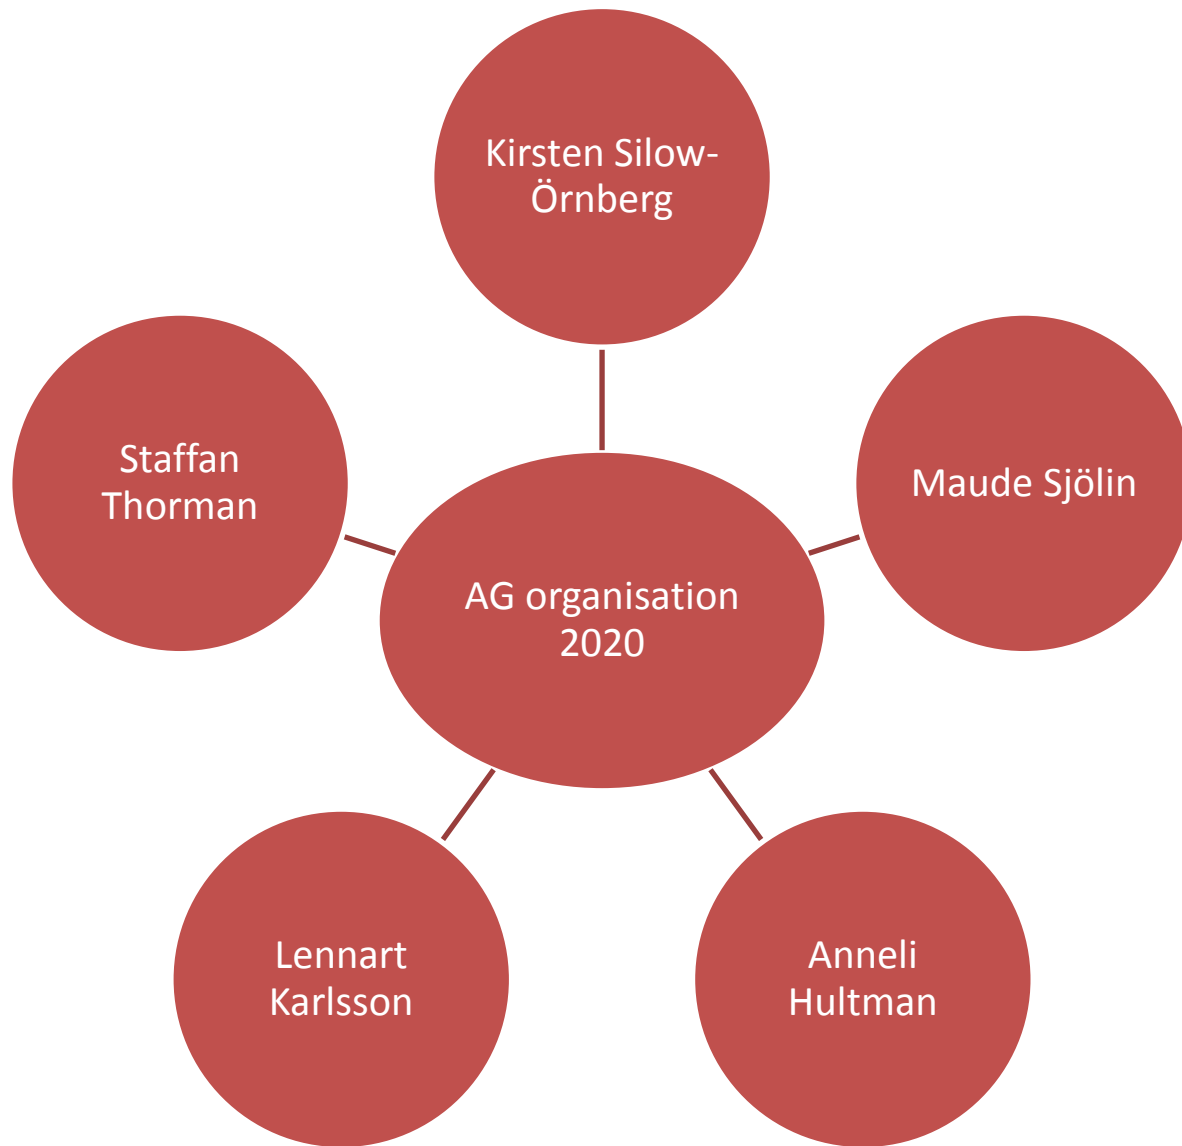 Kirsten Silow-
Örnberg
Staffan
Thorman
Maude Sjölin
AG organisation
2020
Lennart
Karlsson
Anneli
Hultman